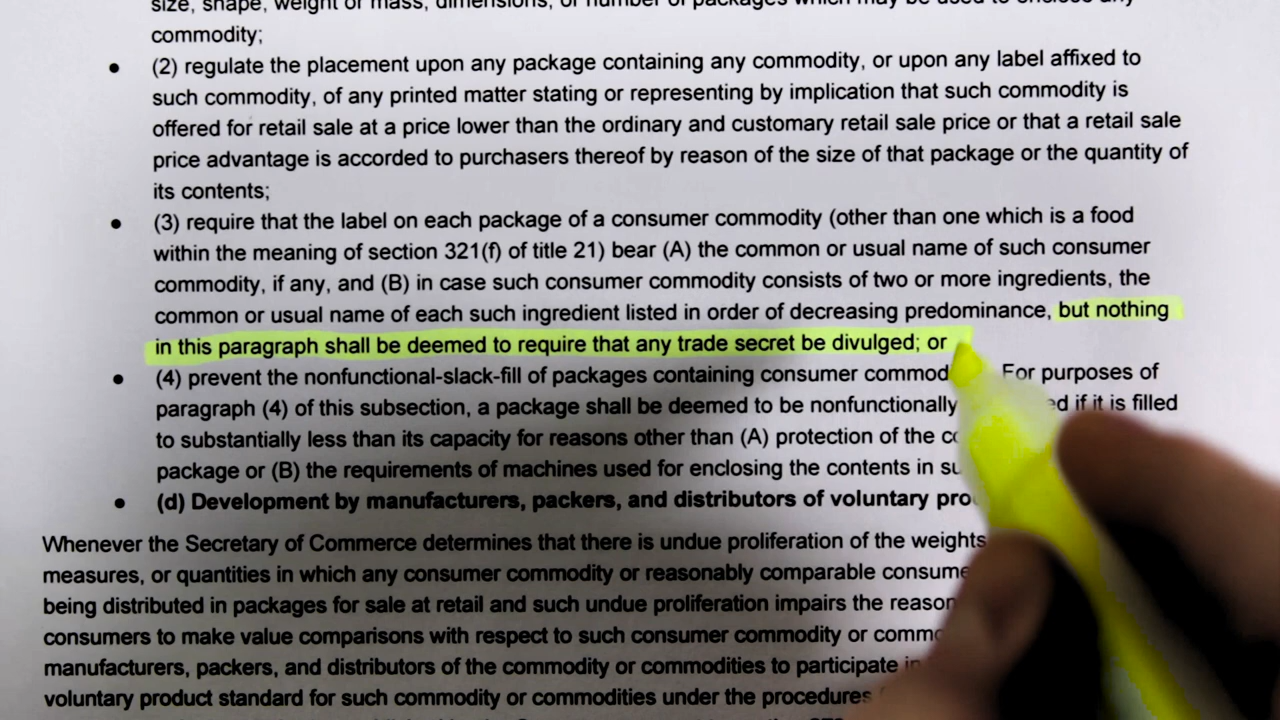 size, shape, weight or mass, dimensions, or number of packages which may be used to enclose any
commodity;
(2) regulate the placement upon any package containing any commodity, or upon any label affixed to
such commodity, of any printed matter stating or representing by implication that such commodity is
offered for retail sale at a price lower than the ordinary and customary retail sale price or that a retail sale
price advantage is accorded to purchasers thereof by reason of the size of that package or the quantity of
its contents;
(3) require that the label on each package of a consumer commodity (other than one which is a food
within the meaning of section 321(f) of title 21) bear (A) the common or usual name of such consumer
commodity, if any, and (B) in case such consumer commodity consists of two or more ingredients, the
common or usual name of each such ingredient listed in order of decreasing predominance, but nothing
in this paragraph shall be deemed to require that any trade secret be divulged; or
(4) prevent the nonfunctional-slack-fill of packages containing consumer For purposes of
paragraph (4) of this subsection, a package shall be deemed to be nonfunctionally if it is filled
to substantially less than its capacity for reasons other than (A) protection of the
package or (B) the requirements of machines used for enclosing the contents in
(d) Development by manufacturers, packers, and distributors of voluntary
Whenever the Secretary of Commerce determines that there is undue proliferation of the weights
measures, or quantities in which any consumer commodity or reasonably comparable
being distributed in packages for sale at retail and such undue proliferation impairs the
consumers to make value comparisons with respect to such consumer commodity or
manufacturers, packers, and distributors of the commodity or commodities to participate in
voluntary product standard for such commodity or commodities under the procedures